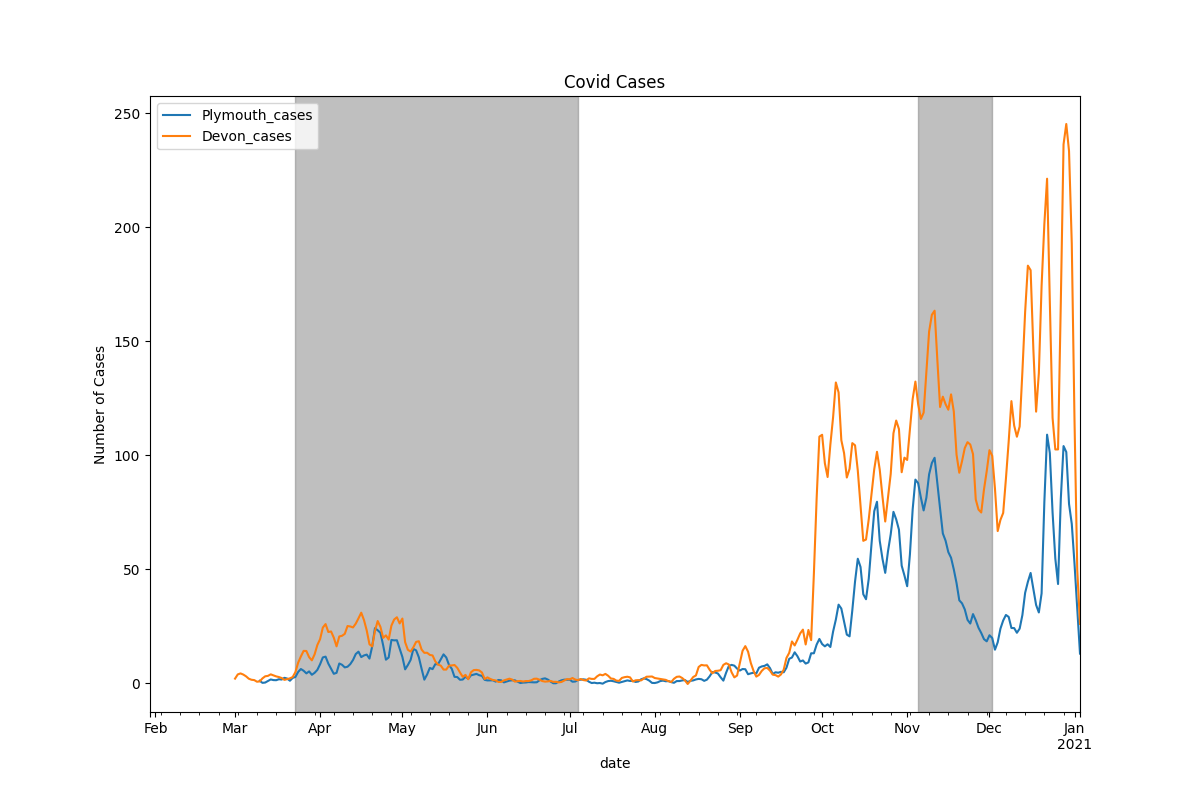 Covid Cases
Plymouth_cases
Devon_cases
250
200
150
100
50
0
Number of Cases
Feb Mar Apr May Jun Jul Aug Sep Oct Nov Dec Jan
2021
date